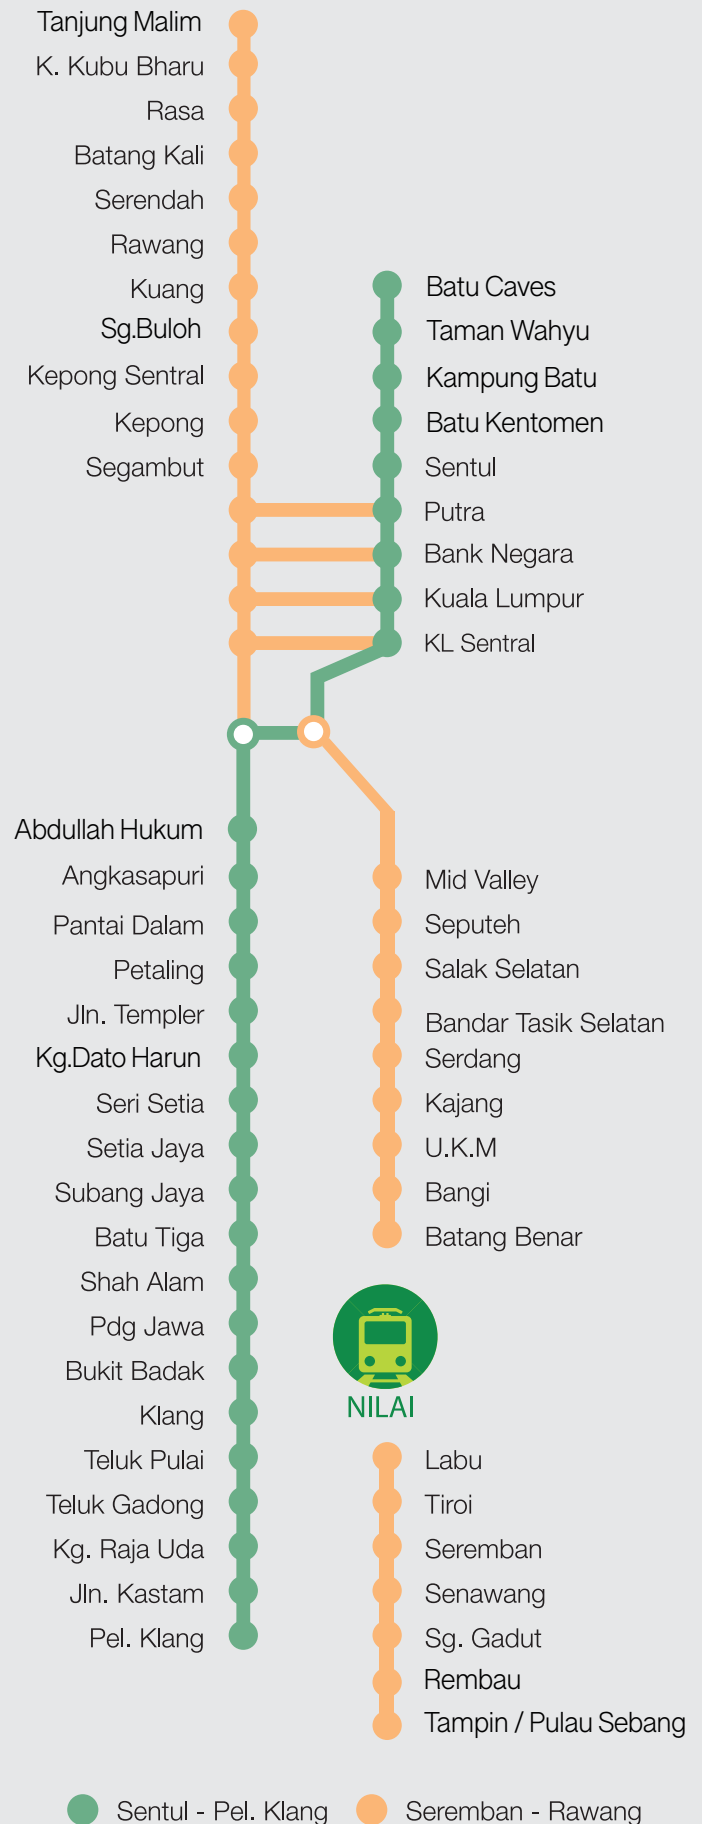 Tanjung Malim
K. Kubu Bharu
Rasa
Batang Kali
Serendah
Rawang
Kuang
Sg.Buloh
Kepong Sentral
Kepong
Segambut
Batu Caves
Taman Wahyu
Kampung Batu
Batu Kentomen
Sentul
Putra
Bank Negara
Kuala Lumpur
KL Sentral
Abdullah Hukum
Angkasapuri
Pantai Dalam
Petaling
Jln. Templer
Kg.Dato Harun
Seri Setia
Setia Jaya
Subang Jaya
Batu Tiga
Shah Alam
Pdg Jawa
Bukit Badak
Klang
Teluk Pulai
Teluk Gadong
Kg. Raja Uda
Jln. Kastam
Pel. Klang
Mid Valley
Seputeh
Salak Selatan
Bandar Tasik Selatan
Serdang
Kajang
U.K.M
Bangi
Batang Benar
NILAI
Labu
Tiroi
Seremban
Senawang
Sg. Gadut
Rembau
Tampin / Pulau Sebang
Sentul - Pel. Klang
Seremban - Rawang